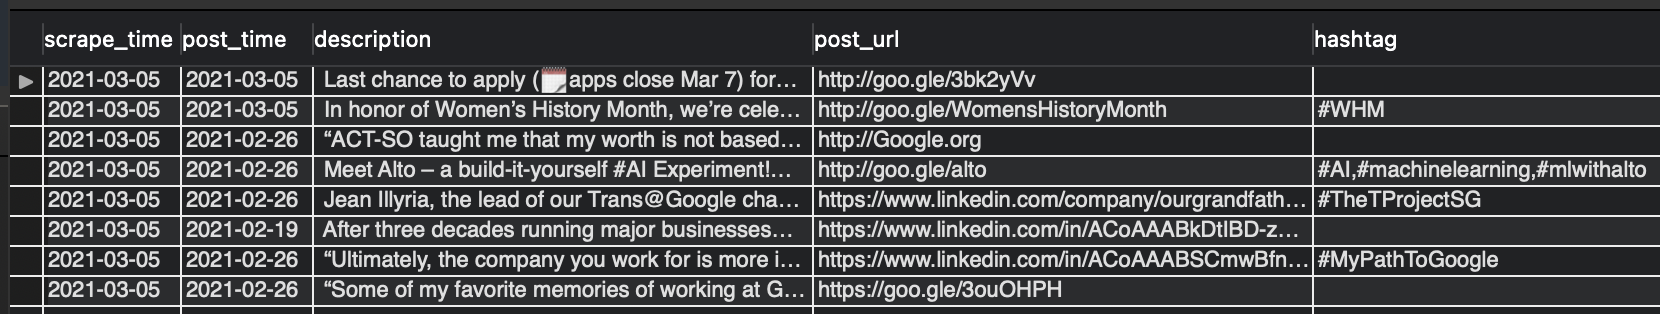 scrape_time post_time description post_url hashtag
2021-03-05 2021-03-05 Last chance to apply (🗓️apps close Mar 7) for… http://goo.gle/3bk2yVv
2021-03-05 2021-03-05 In honor of Women’s History Month, we’re cele… http://goo.gle/WomensHistoryMonth #WHM
2021-03-05 2021-02-26 “ACT-SO taught me that my worth is not based… http://Google.org
2021-03-05 2021-02-26 Meet Alto – a build-it-yourself #AI Experiment!… http://goo.gle/alto #AI,#machinelearning,#mlwithalto
2021-03-05 2021-02-26 Jean Illyria, the lead of our Trans@Google cha… https://www.linkedin.com/company/ourgrandfath… #TheTProjectSG
2021-03-05 2021-02-19 After three decades running major businesses… https://www.linkedin.com/in/ACoAAABkDtIBD-z…
2021-03-05 2021-02-26 “Ultimately, the company you work for is more i… https://www.linkedin.com/in/ACoAAABSCmwBfn… #MyPathToGoogle
2021-03-05 2021-02-26 “Some of my favorite memories of working at G… https://goo.gle/3ouOHPH